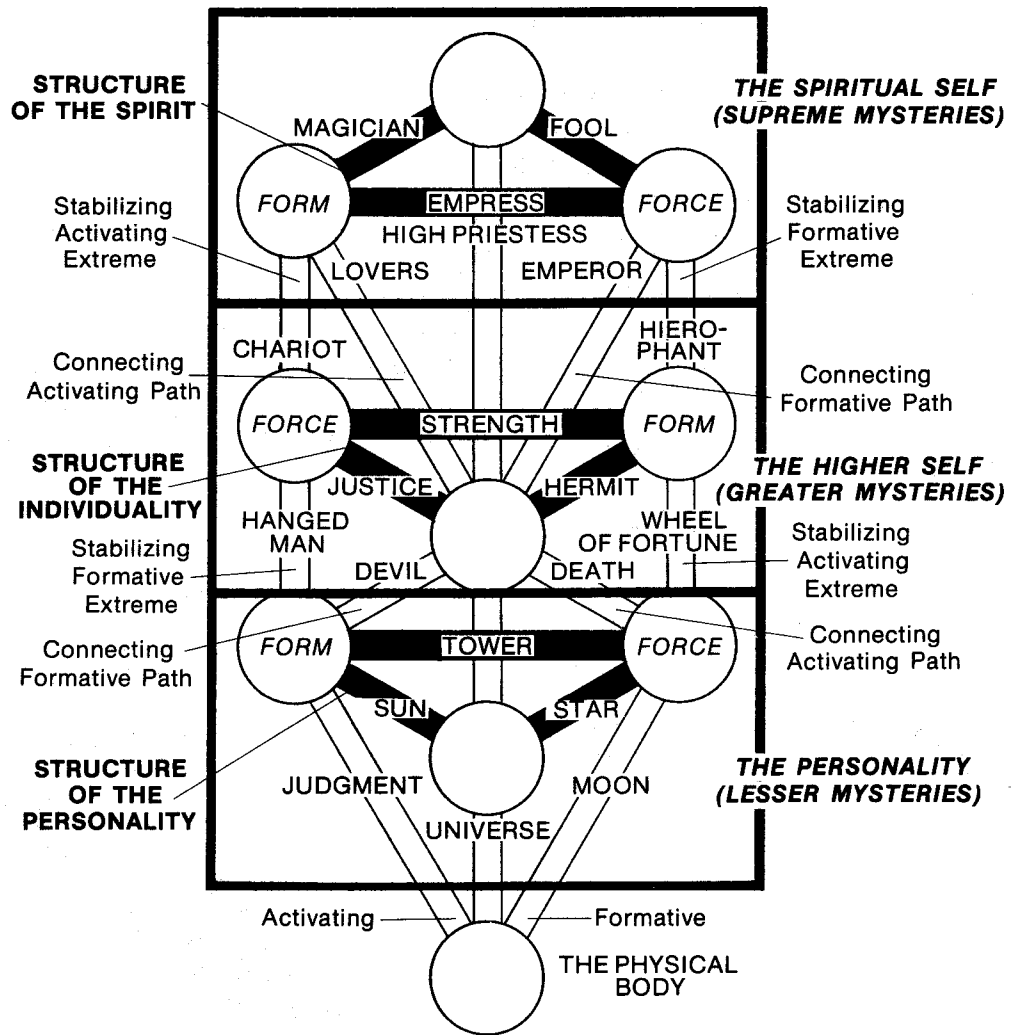 STRUCTURE
OF THE SPIRIT
THE SPIRITUAL SELF
(SUPREME MYSTERIES)
MAGICIAN
FOOL
FORM
EMPRESS
FORCE
HIGH PRIESTESS
Stabilizing
Activating
Extreme
Stabilizing
Formative
Extreme
LOVERS
EMPEROR
CHARIOT
HIERO-
PHANT
Connecting
Activating Path
Connecting
Formative Path
FORCE
STRENGTH
FORM
STRUCTURE
OF THE
INDIVIDUALITY
THE HIGHER SELF
(GREATER MYSTERIES)
JUSTICE
HERMIT
HANGED
MAN
WHEEL
OF FORTUNE
Stabilizing
Formative
Extreme
Stabilizing
Activating
Extreme
DEVIL
DEATH
Connecting
Formative Path
Connecting
Activating Path
FORM
TOWER
FORCE
SUN
STAR
STRUCTURE
OF THE
PERSONALITY
THE PERSONALITY
(LESSER MYSTERIES)
JUDGMENT
MOON
UNIVERSE
Activating
Formative
THE PHYSICAL
BODY